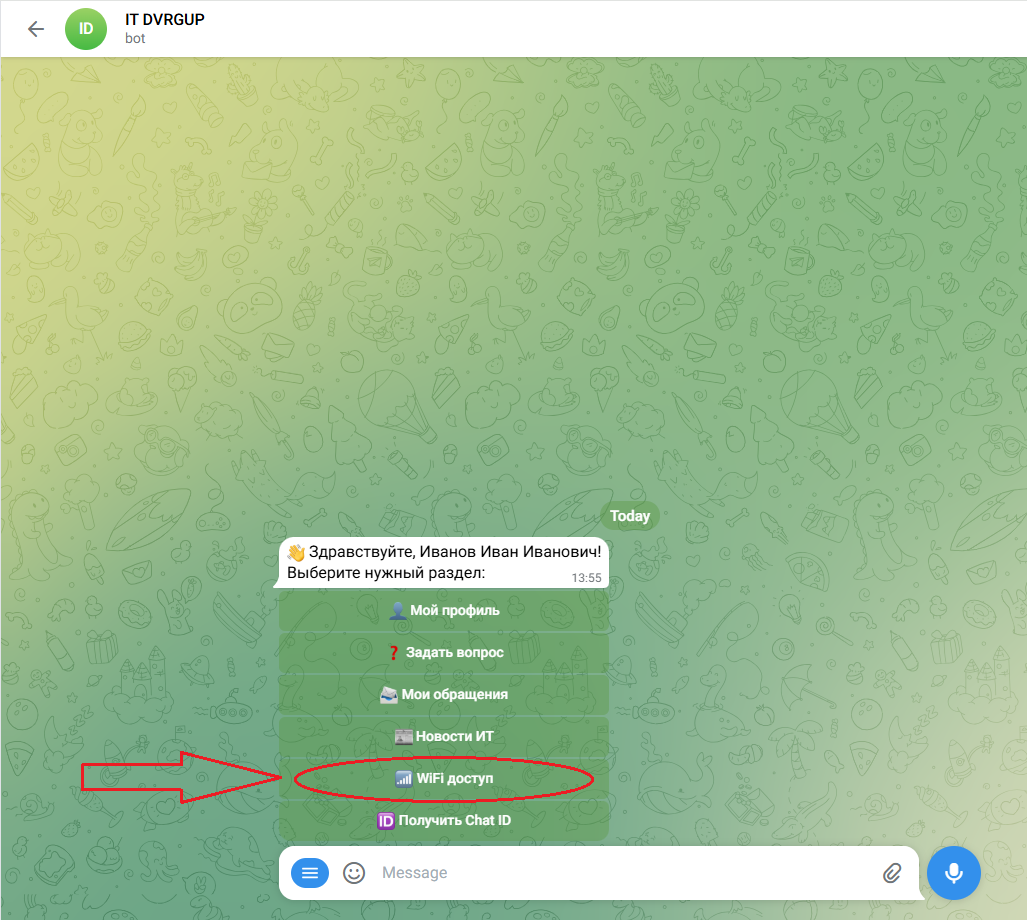 ID
IT DVRGUP
bot
Today
👋 Здравствуйте, Иванов Иван Иванович!
Выберите нужный раздел:
13:55
👤 Мой профиль
❓ Задать вопрос
📨 Мои обращения
📰 Новости ИТ
📶 WiFi доступ
🆔 Получить Chat ID
Message